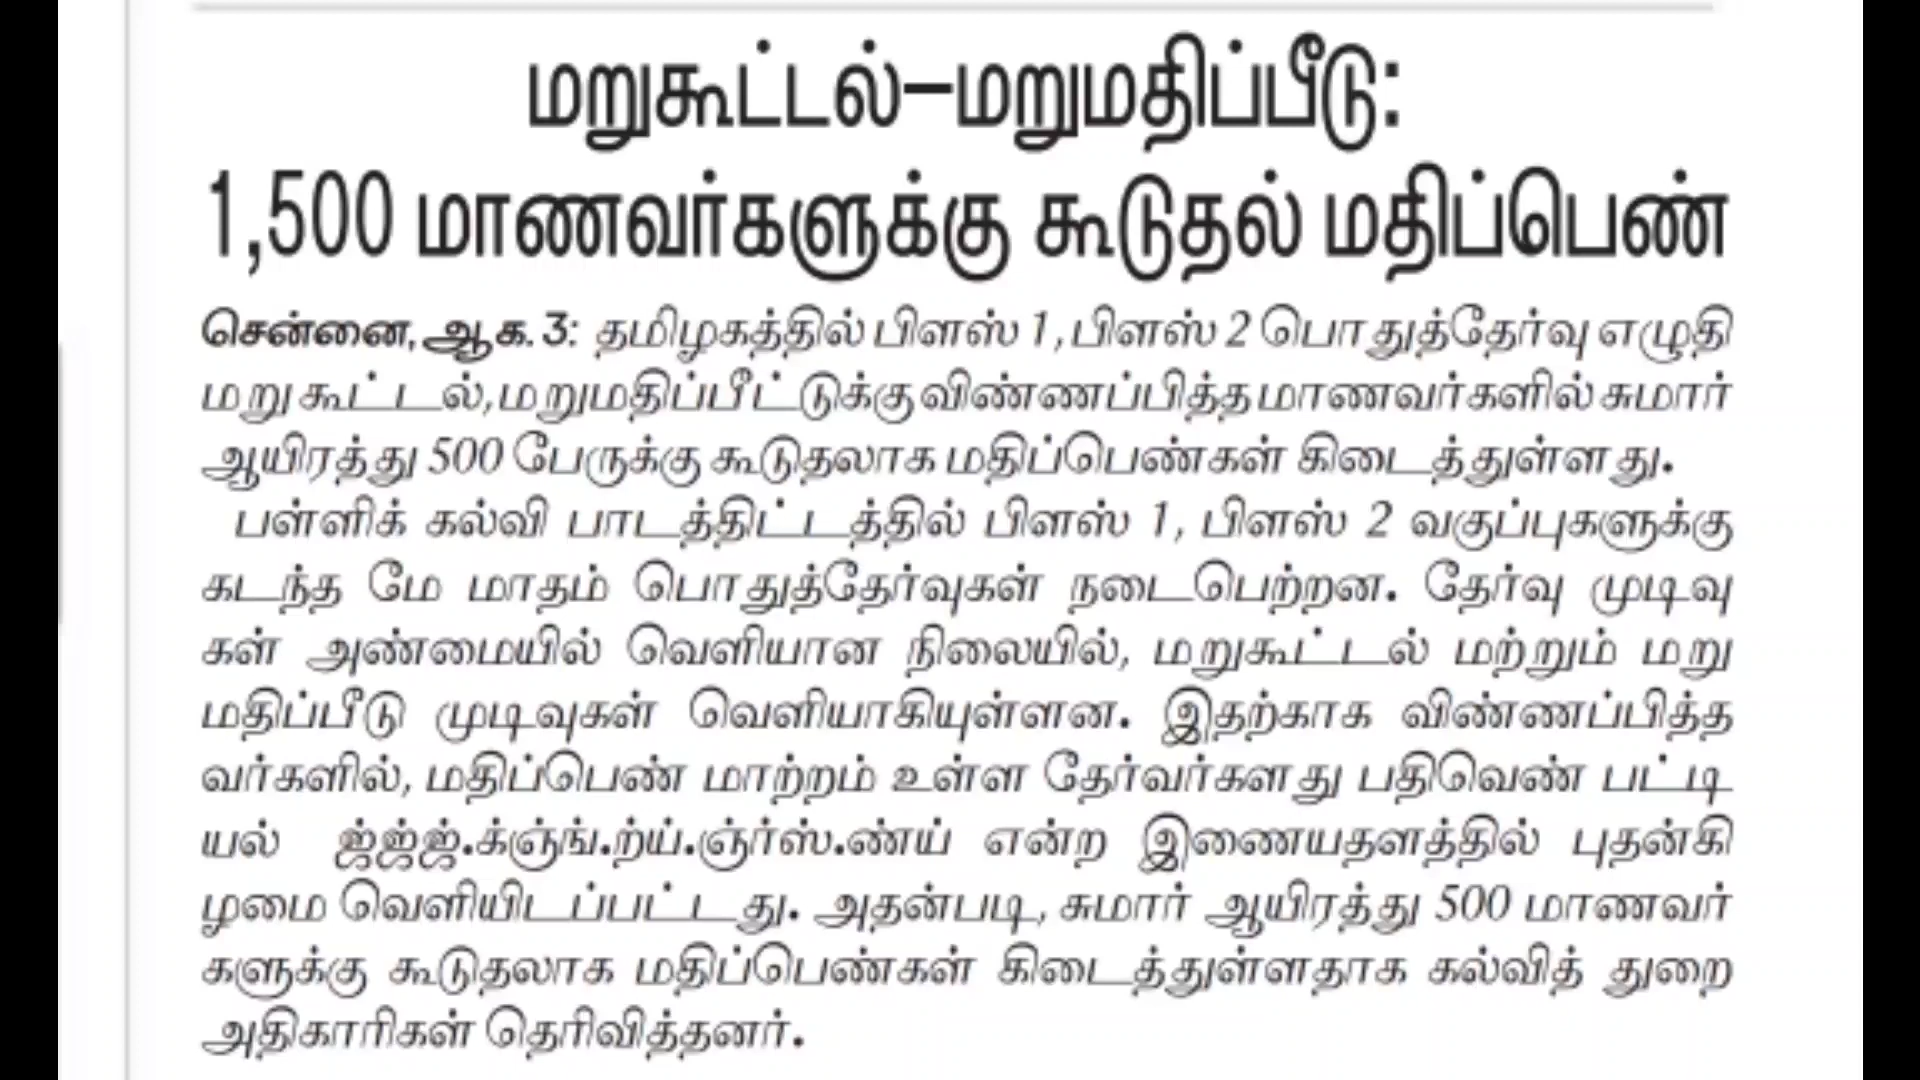 மறுகூட்டல்–மறுமதிப்பீடு:
1,500 மாணவர்களுக்கு கூடுதல் மதிப்பெண்
சென்னை, ஆக. 3: தமிழகத்தில் பிளஸ் 1, பிளஸ் 2 பொதுத்தேர்வு எழுதி
மறுகூட்டல், மறுமதிப்பீட்டுக்கு விண்ணப்பித்த மாணவர்களில் சுமார்
ஆயிரத்து 500 பேருக்கு கூடுதலாக மதிப்பெண்கள் கிடைத்துள்ளது.
பள்ளிக் கல்வி பாடத்திட்டத்தில் பிளஸ் 1, பிளஸ் 2 வகுப்புகளுக்கு
கடந்த மே மாதம் பொதுத்தேர்வுகள் நடைபெற்றன. தேர்வு முடிவு
கள் அண்மையில் வெளியான நிலையில், மறுகூட்டல் மற்றும் மறு
மதிப்பீடு முடிவுகள் வெளியாகியுள்ளன. இதற்காக விண்ணப்பித்த
வர்களில், மதிப்பெண் மாற்றம் உள்ள தேர்வர்களது பதிவெண் பட்டி
யல் ஜ்ஜ்ஜ்.க்ஞ்ங்.ற்ய்.ஞ்ர்ஸ்.ண்ய் என்ற இணையதளத்தில் புதன்கி
ழமை வெளியிடப்பட்டது. அதன்படி, சுமார் ஆயிரத்து 500 மாணவர்
களுக்கு கூடுதலாக மதிப்பெண்கள் கிடைத்துள்ளதாக கல்வித் துறை
அதிகாரிகள் தெரிவித்தனர்.